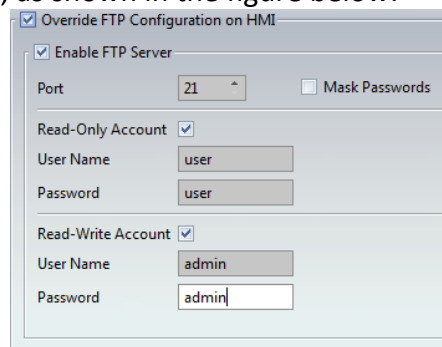 ) as shown in the figure below:
Override FTP Configuration on HMI
Enable FTP Server
Port 21 Mask Passwords
Read-Only Account
User Name user
Password user
Read-Write Account
User Name admin
Password admin